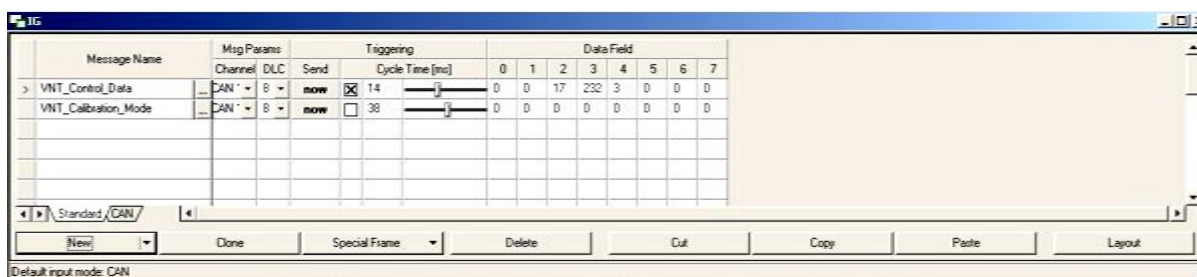 IG
Message Name Msg Params Triggering Data Field
Channel DLC Send Cycle Time [ms] 0 1 2 3 4 5 6 7
VNT_Control_Data ... CAN 8 now 14 0 0 17 232 3 0 0 0
VNT_Calibration_Mode ... CAN 8 now 38 0 0 0 0 0 0 0 0
Standard CAN
New Clone Special Frame Delete Cut Copy Paste Layout
Default input mode: CAN